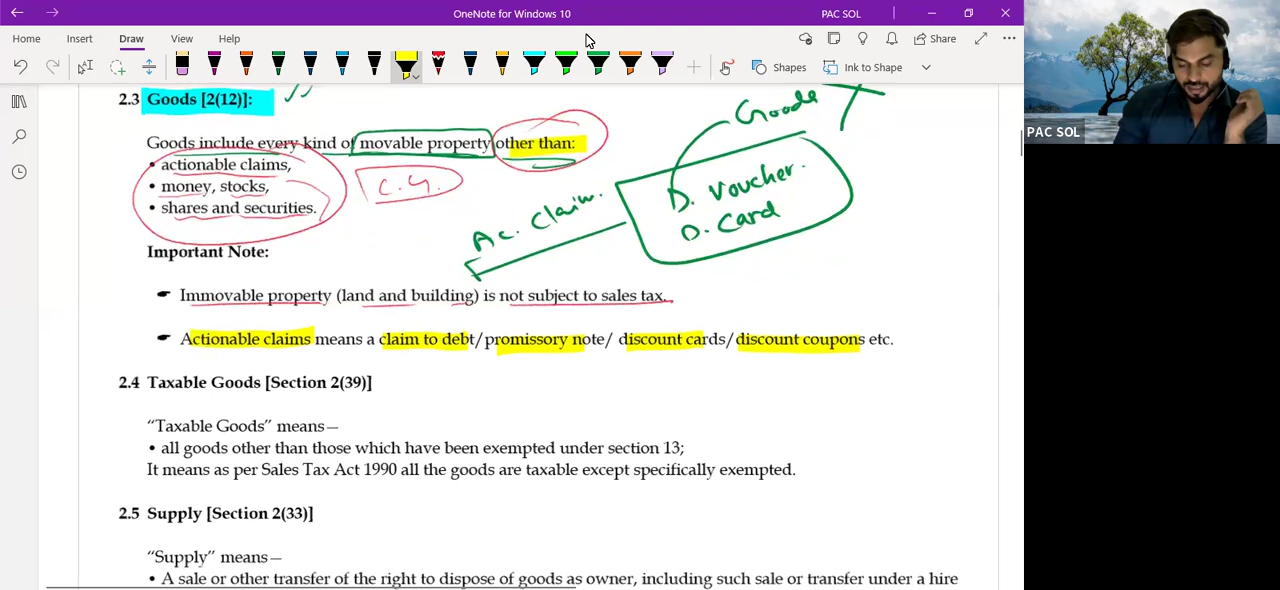 OneNote for Windows 10
PAC SOL
Home Insert Draw View Help
Share
Shapes
Ink to Shape
PAC SOL
2.3 Goods [2(12)]:
Goods
Goods include every kind of movable property other than:
• actionable claims,
• money, stocks,
• shares and securities.
C.G.
Ac. Claim.
D. Voucher.
D. Card
Important Note:
Immovable property (land and building) is not subject to sales tax.
Actionable claims means a claim to debt/promissory note/ discount cards/discount coupons etc.
2.4 Taxable Goods [Section 2(39)]
“Taxable Goods” means—
• all goods other than those which have been exempted under section 13;
It means as per Sales Tax Act 1990 all the goods are taxable except specifically exempted.
2.5 Supply [Section 2(33)]
“Supply” means—
• A sale or other transfer of the right to dispose of goods as owner, including such sale or transfer under a hire